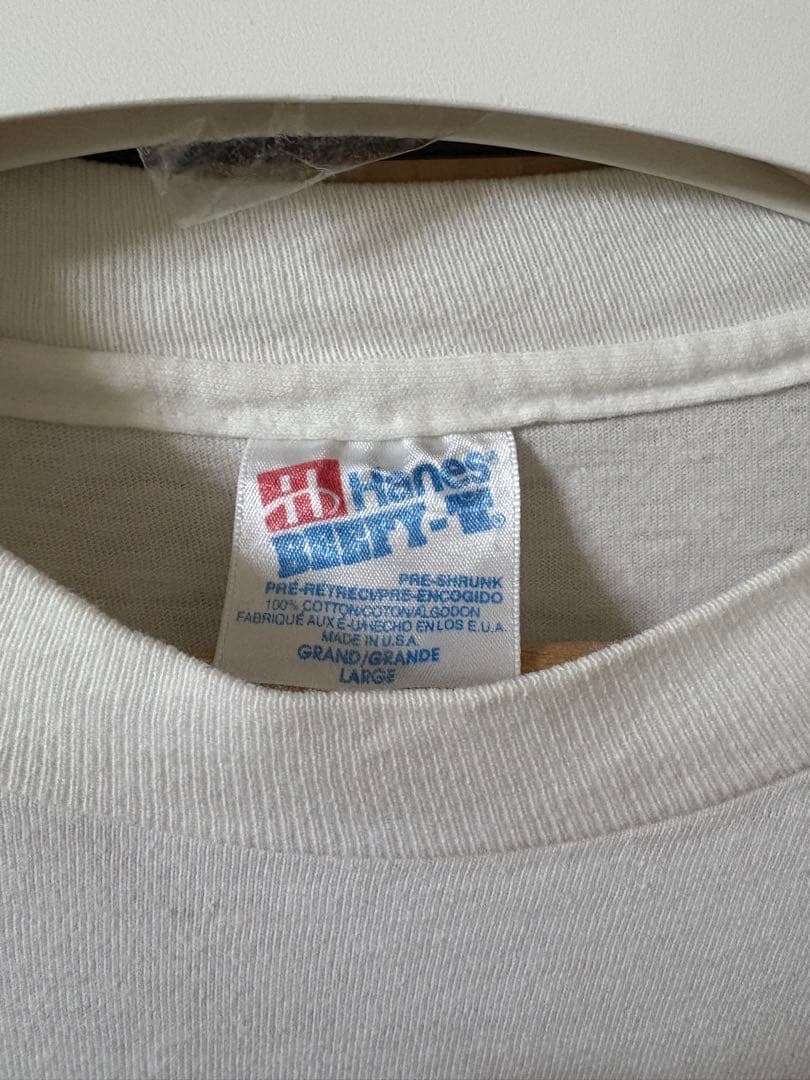 H Hanes®
BEEFY-T®
PRE-SHRUNK
PRÉ-RÉTRECI/PRE-ENCOGIDO
100% COTTON/COTON/ALGODON
FABRIQUÉ AUX É-U/HECHO EN LOS E.U.A.
MADE IN U.S.A.
GRAND/GRANDE
LARGE